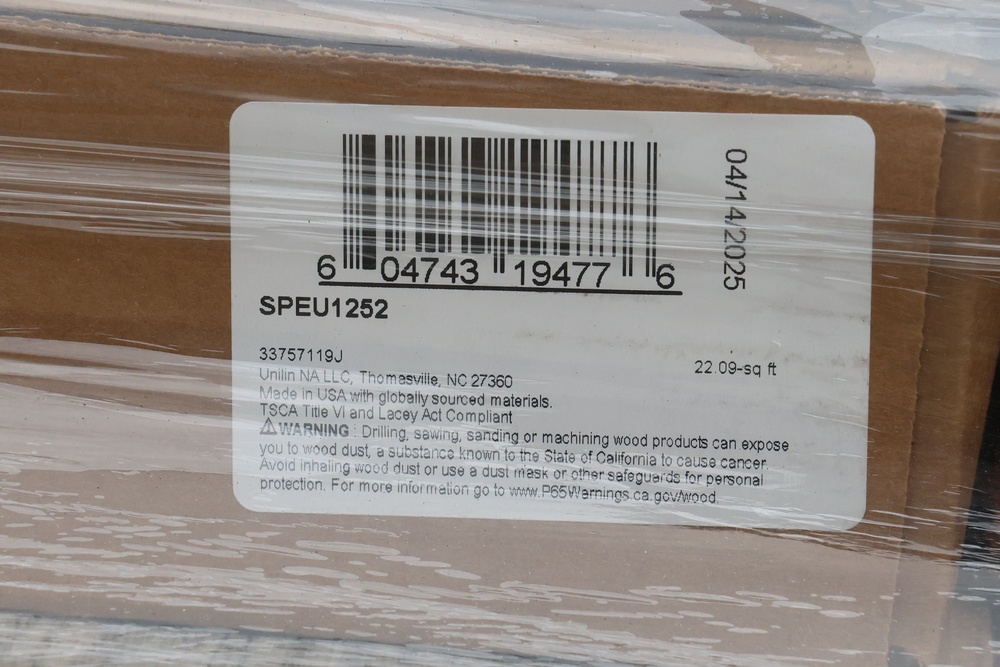 6 04743 19477 6
04/14/2025
SPEU1252
33757119J
22.09-sq ft
Unilin NA LLC, Thomasville, NC 27360
Made in USA with globally sourced materials.
TSCA Title VI and Lacey Act Compliant
⚠WARNING : Drilling, sawing, sanding or machining wood products can expose
you to wood dust, a substance known to the State of California to cause cancer.
Avoid inhaling wood dust or use a dust mask or other safeguards for personal
protection. For more information go to www.P65Warnings.ca.gov/wood.